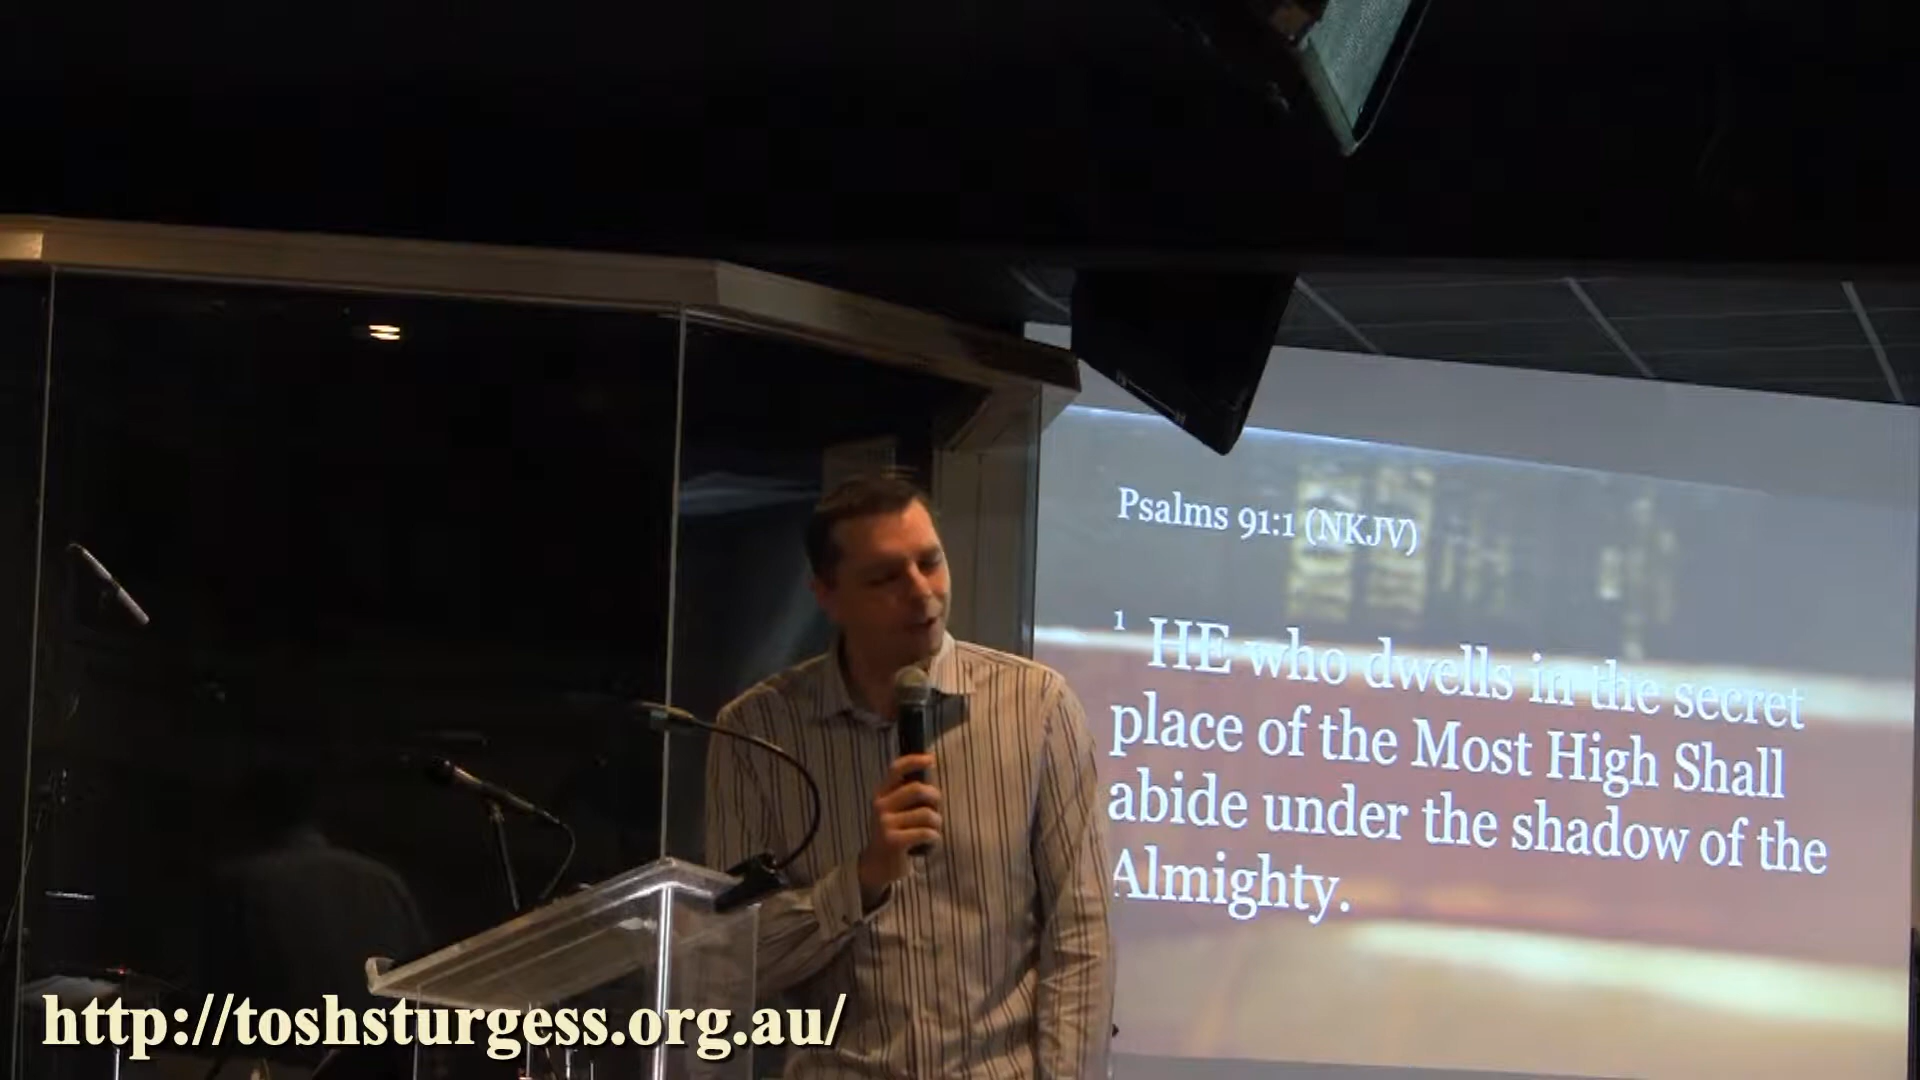 Psalms 91:1 (NKJV)
1 HE who dwells in the secret
place of the Most High Shall
abide under the shadow of the
Almighty.
http://toshsturgess.org.au/